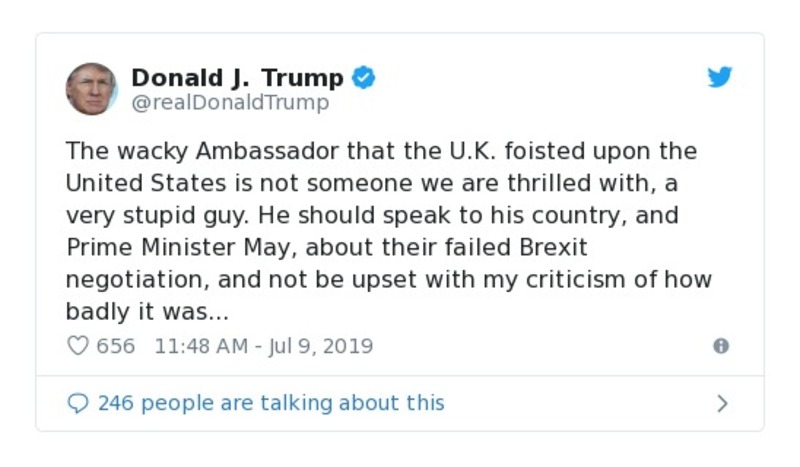 Donald J. Trump
@realDonaldTrump
The wacky Ambassador that the U.K. foisted upon the
United States is not someone we are thrilled with, a
very stupid guy. He should speak to his country, and
Prime Minister May, about their failed Brexit
negotiation, and not be upset with my criticism of how
badly it was...
656 11:48 AM - Jul 9, 2019
246 people are talking about this